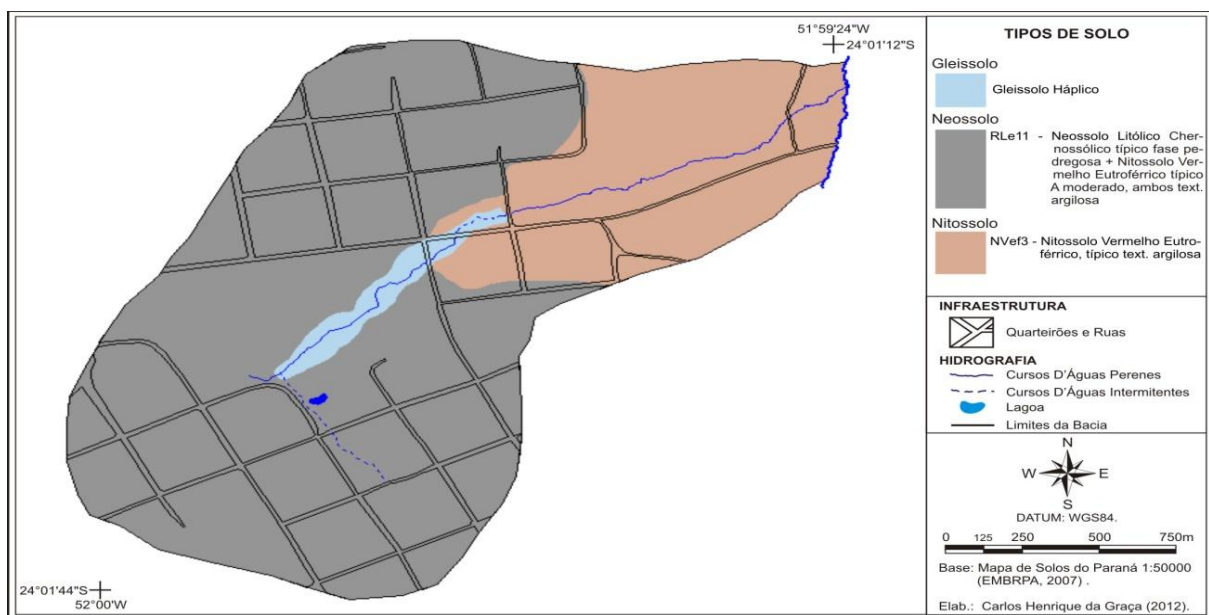 51°59'24"W
24°01'12"S
24°01'44"S
52°00'W
TIPOS DE SOLO
Gleissolo
Gleissolo Háplico
Neossolo
RLe11 - Neossolo Litólico Cher-
nossólico típico fase pe-
dregosa + Nitossolo Ver-
melho Eutroférrico típico
A moderado, ambos text.
argilosa
Nitossolo
NVef3 - Nitossolo Vermelho Eutro-
férrico, típico text. argilosa
INFRAESTRUTURA
Quarteirões e Ruas
HIDROGRAFIA
Cursos D'Águas Perenes
Cursos D'Águas Intermitentes
Lagoa
Limites da Bacia
N
W E
S
DATUM: WGS84.
0 125 250 500 750m
Base: Mapa de Solos do Paraná 1:50000
(EMBRPA, 2007) .
Elab.: Carlos Henrique da Graça (2012).